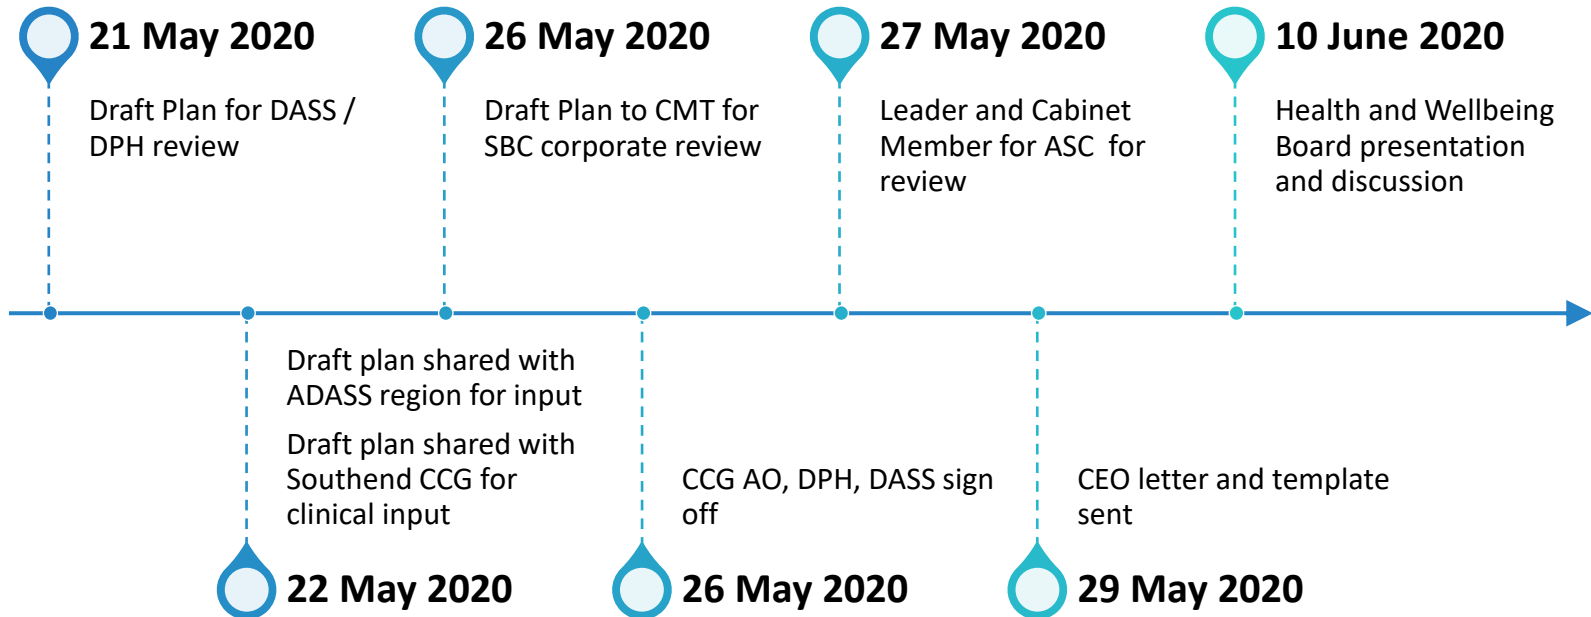 21 May 2020
Draft Plan for DASS /
DPH review
26 May 2020
Draft Plan to CMT for
SBC corporate review
27 May 2020
Leader and Cabinet
Member for ASC  for
review
10 June 2020
Health and Wellbeing
Board presentation
and discussion
Draft plan shared with
ADASS region for input
Draft plan shared with
Southend CCG for
clinical input
22 May 2020
CCG AO, DPH, DASS sign
off
26 May 2020
CEO letter and template
sent
29 May 2020